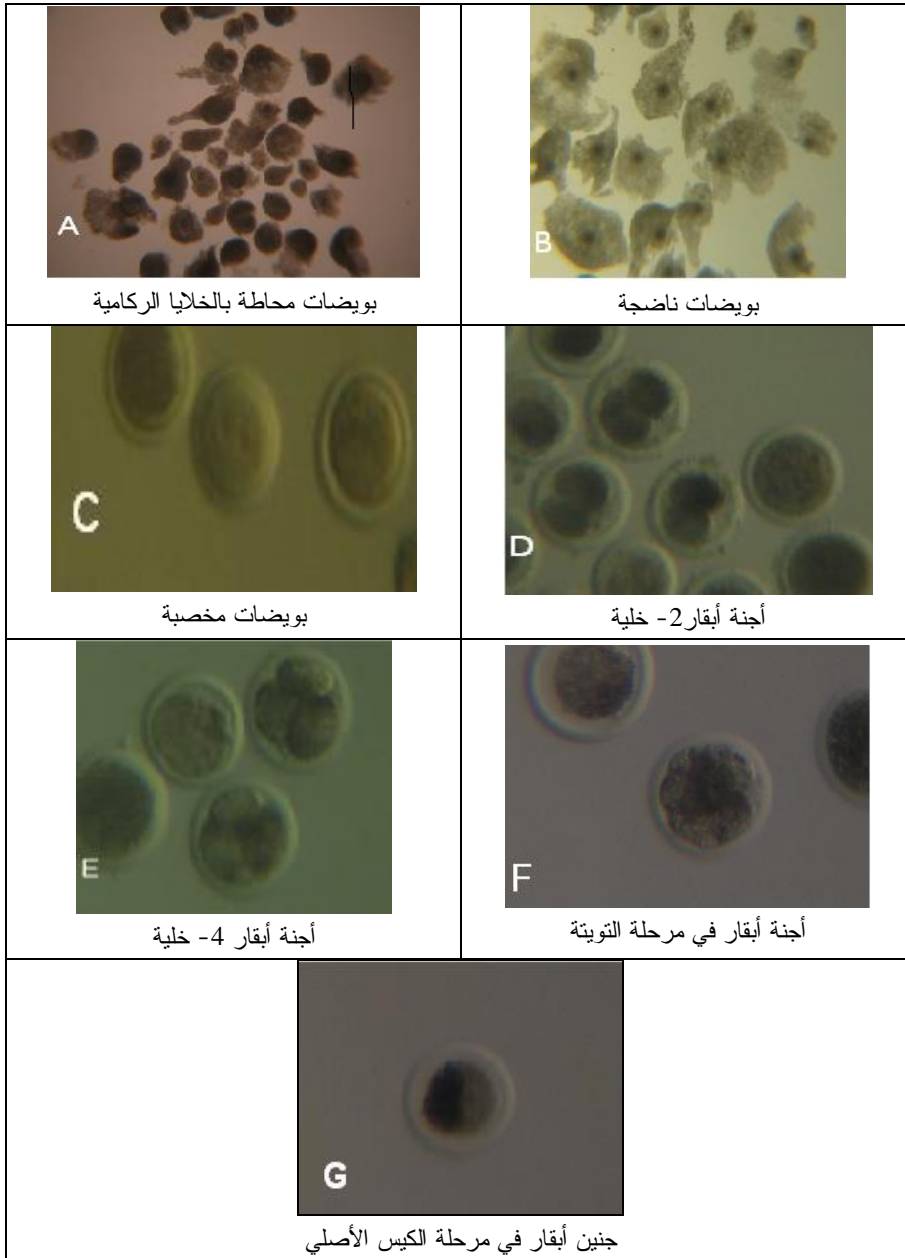 A
بويضات محاطة بالخلايا الركامية
B
بويضات ناضجة
C
بويضات مخصبة
D
أجنة أبقار2- خلية
E
أجنة أبقار 4- خلية
F
أجنة أبقار في مرحلة التويتة
G
جنين أبقار في مرحلة الكيس الأصلي